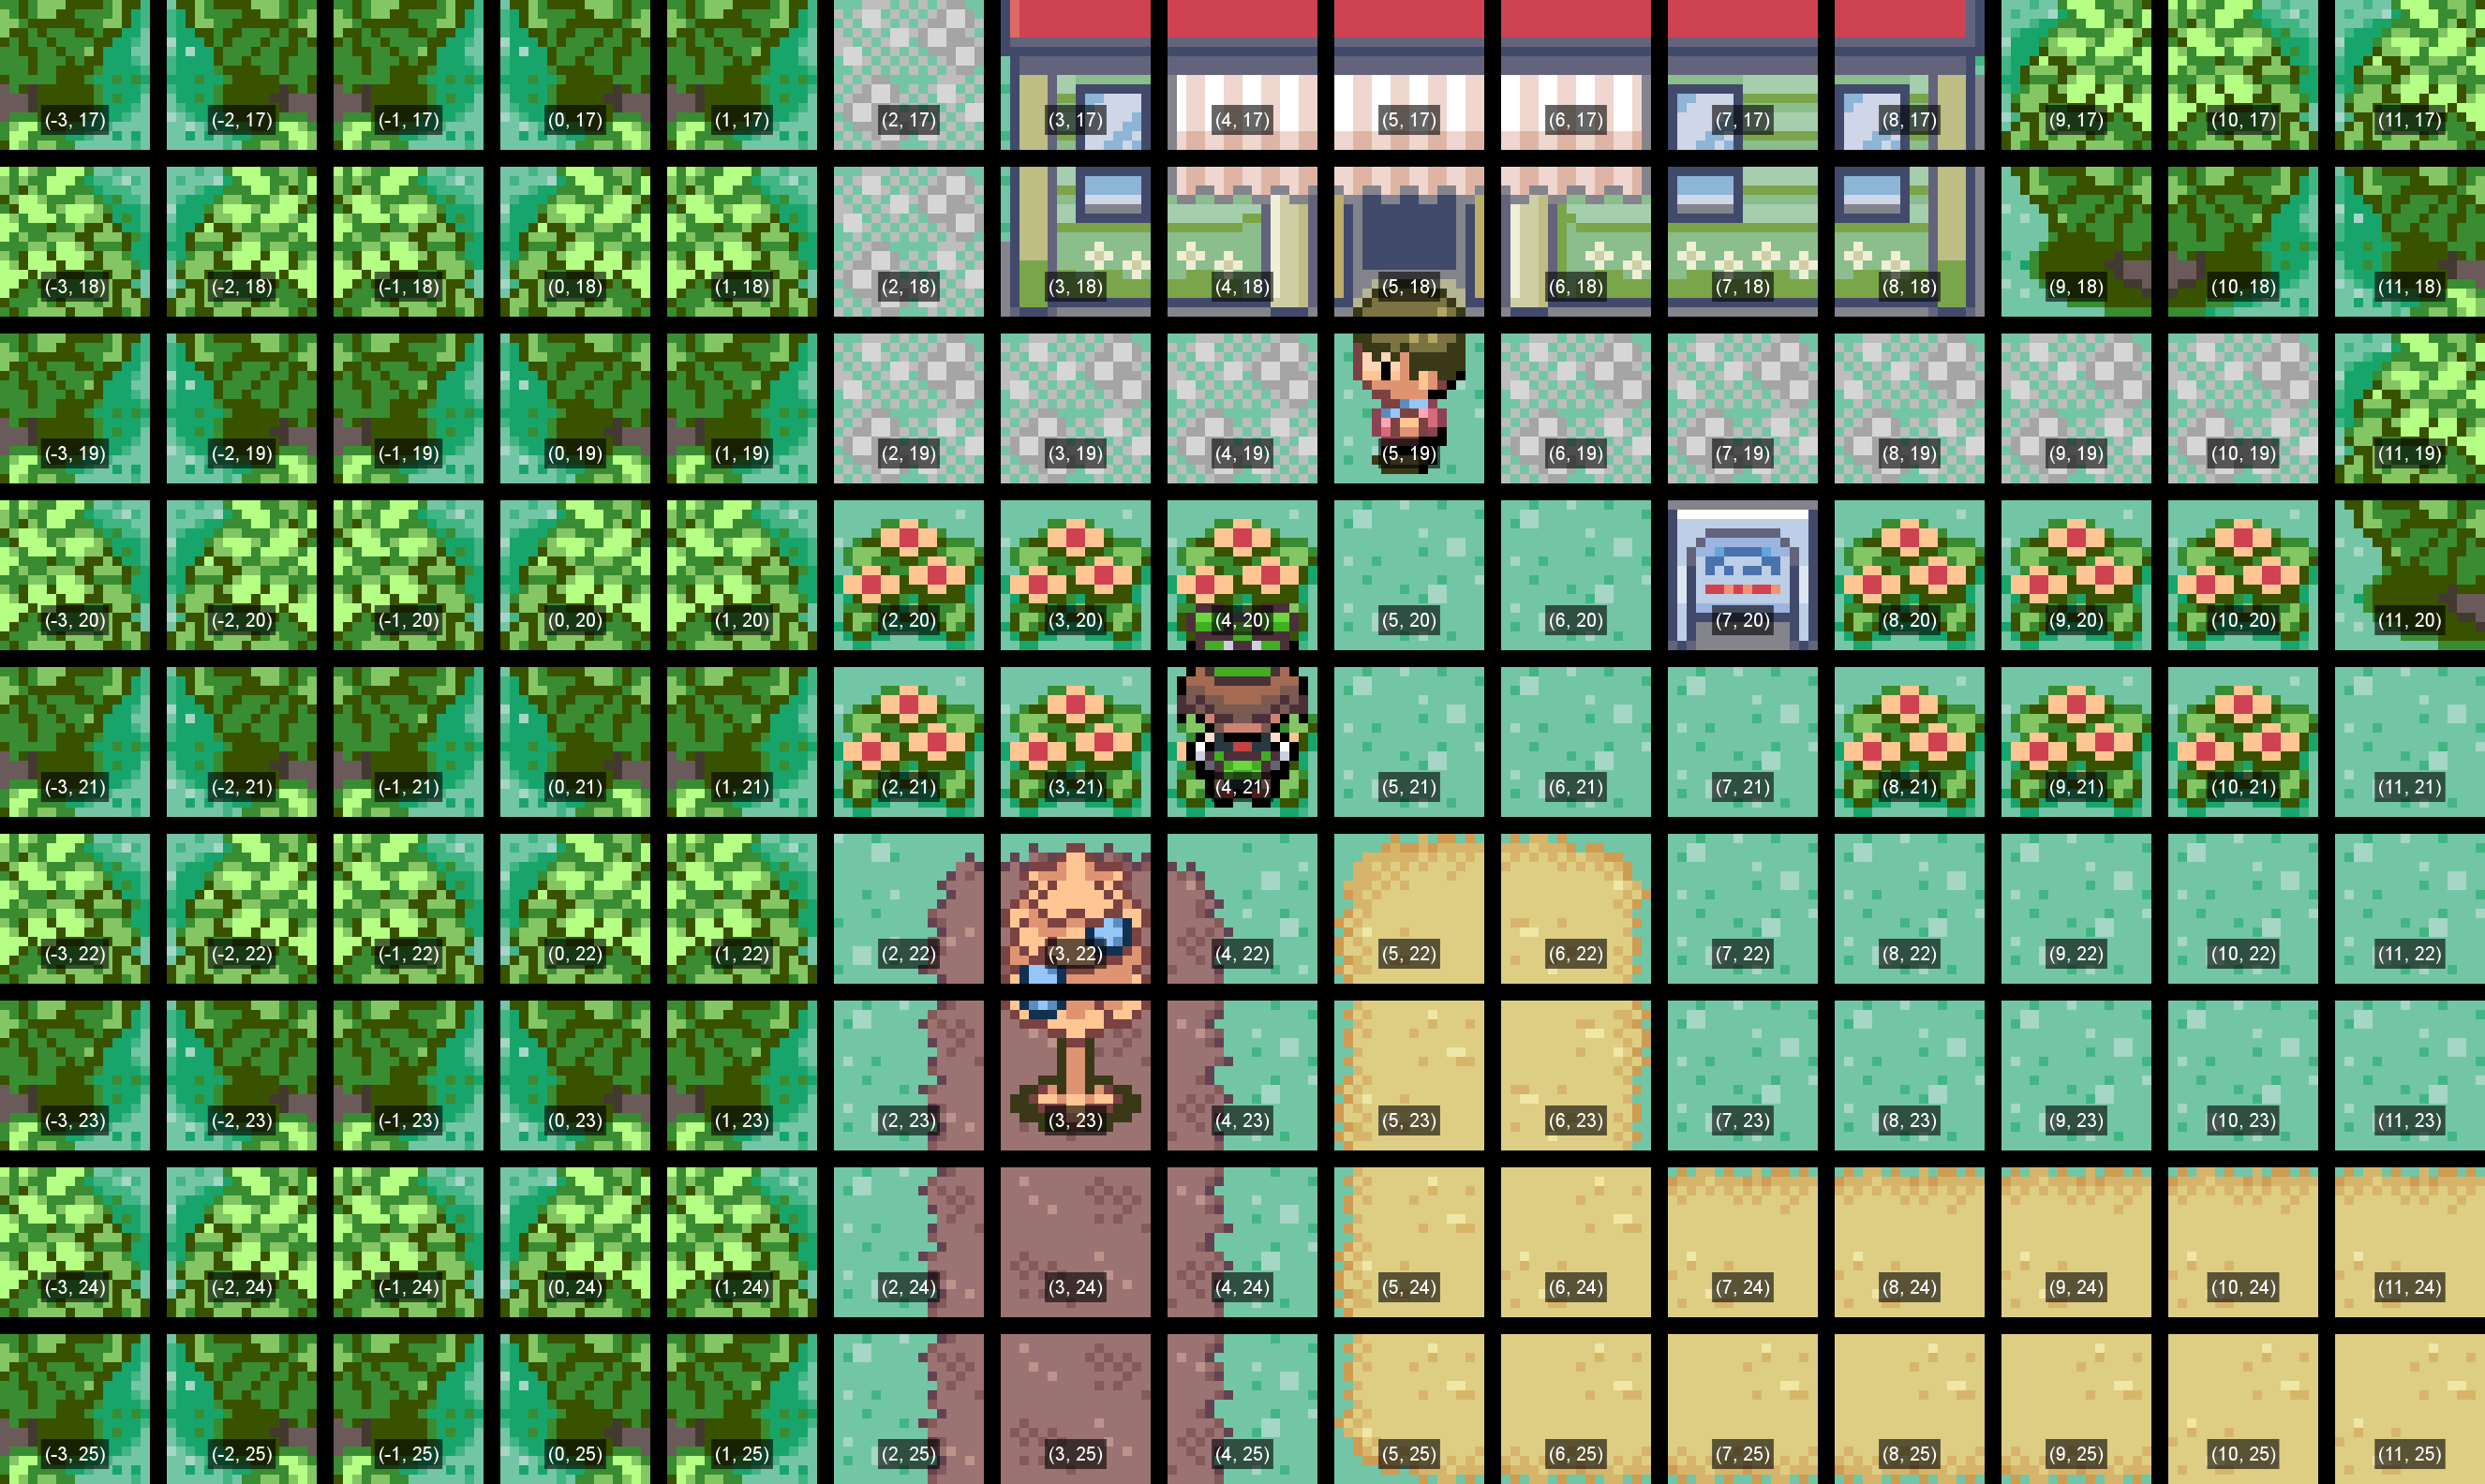 (-3, 17) (-2, 17) (-1, 17) (0, 17) (1, 17) (2, 17) (3, 17) (4, 17) (5, 17) (6, 17) (7, 17) (8, 17) (9, 17) (10, 17) (11, 17)
(-3, 18) (-2, 18) (-1, 18) (0, 18) (1, 18) (2, 18) (3, 18) (4, 18) (5, 18) (6, 18) (7, 18) (8, 18) (9, 18) (10, 18) (11, 18)
(-3, 19) (-2, 19) (-1, 19) (0, 19) (1, 19) (2, 19) (3, 19) (4, 19) (5, 19) (6, 19) (7, 19) (8, 19) (9, 19) (10, 19) (11, 19)
(-3, 20) (-2, 20) (-1, 20) (0, 20) (1, 20) (2, 20) (3, 20) (4, 20) (5, 20) (6, 20) (7, 20) (8, 20) (9, 20) (10, 20) (11, 20)
(-3, 21) (-2, 21) (-1, 21) (0, 21) (1, 21) (2, 21) (3, 21) (4, 21) (5, 21) (6, 21) (7, 21) (8, 21) (9, 21) (10, 21) (11, 21)
(-3, 22) (-2, 22) (-1, 22) (0, 22) (1, 22) (2, 22) (3, 22) (4, 22) (5, 22) (6, 22) (7, 22) (8, 22) (9, 22) (10, 22) (11, 22)
(-3, 23) (-2, 23) (-1, 23) (0, 23) (1, 23) (2, 23) (3, 23) (4, 23) (5, 23) (6, 23) (7, 23) (8, 23) (9, 23) (10, 23) (11, 23)
(-3, 24) (-2, 24) (-1, 24) (0, 24) (1, 24) (2, 24) (3, 24) (4, 24) (5, 24) (6, 24) (7, 24) (8, 24) (9, 24) (10, 24) (11, 24)
(-3, 25) (-2, 25) (-1, 25) (0, 25) (1, 25) (2, 25) (3, 25) (4, 25) (5, 25) (6, 25) (7, 25) (8, 25) (9, 25) (10, 25) (11, 25)